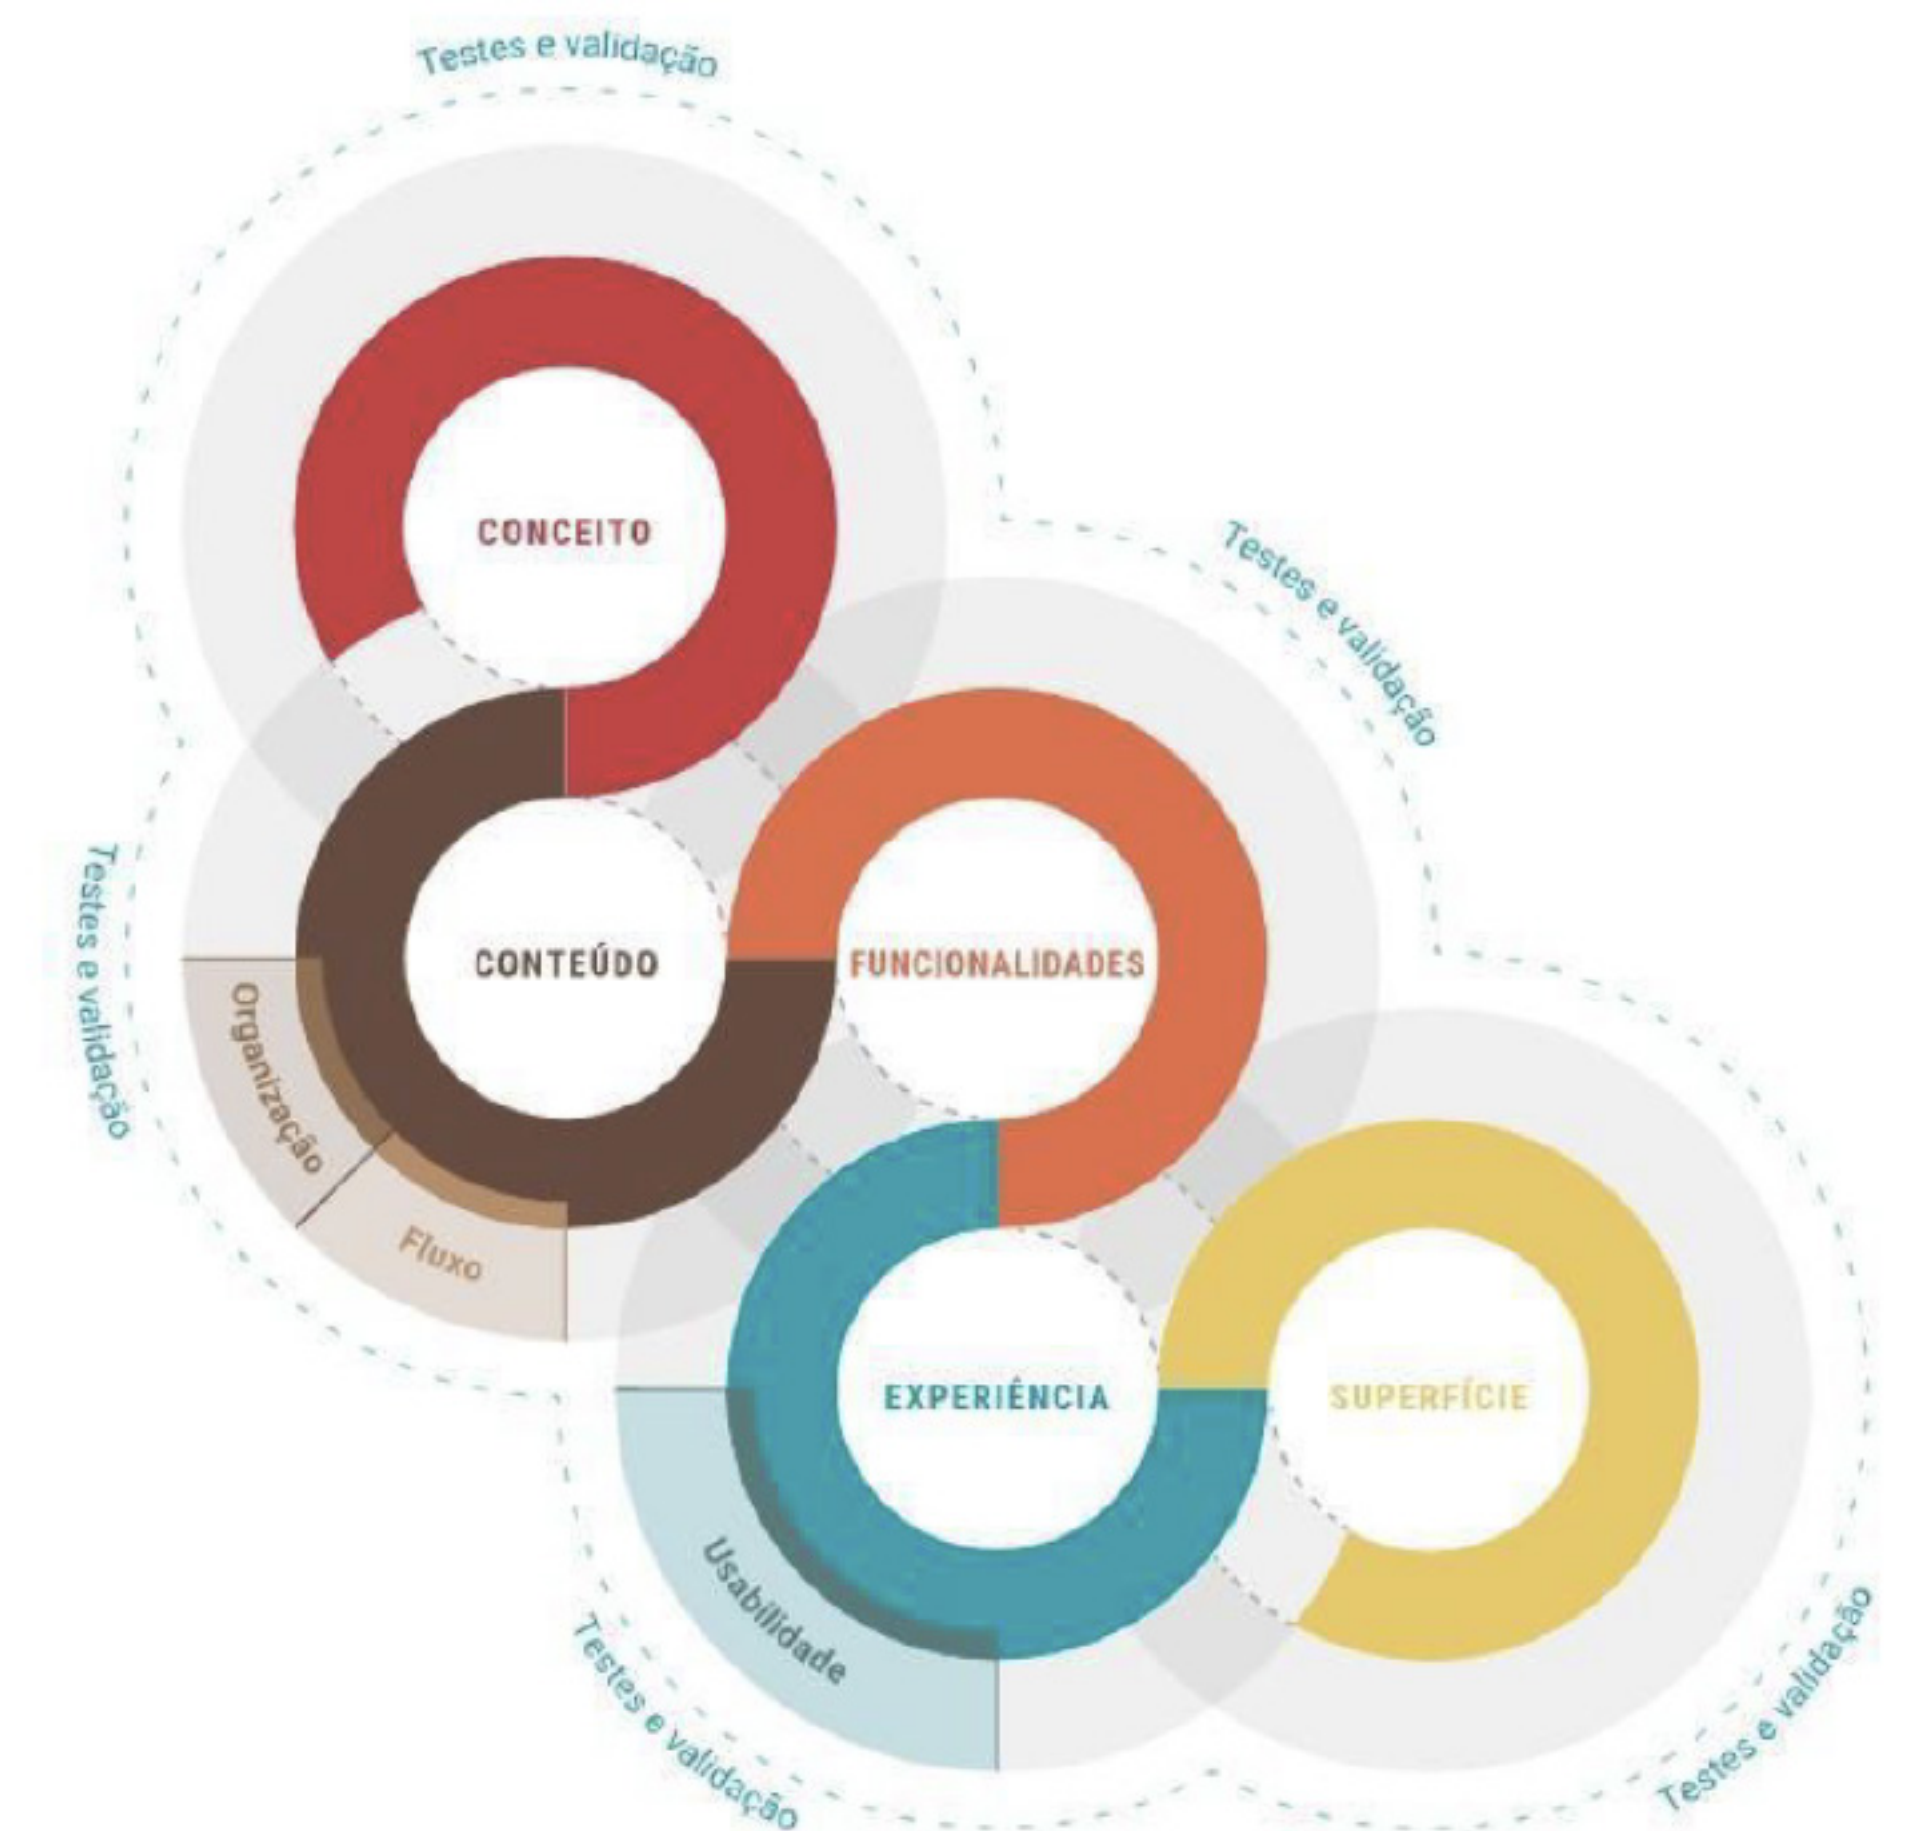 Testes e validação
CONCEITO
Testes e validação
Testes e validação
CONTEÚDO
FUNCIONALIDADES
Organização
Fluxo
EXPERIÊNCIA
SUPERFÍCIE
Usabilidade
Testes e validação
Testes e validação